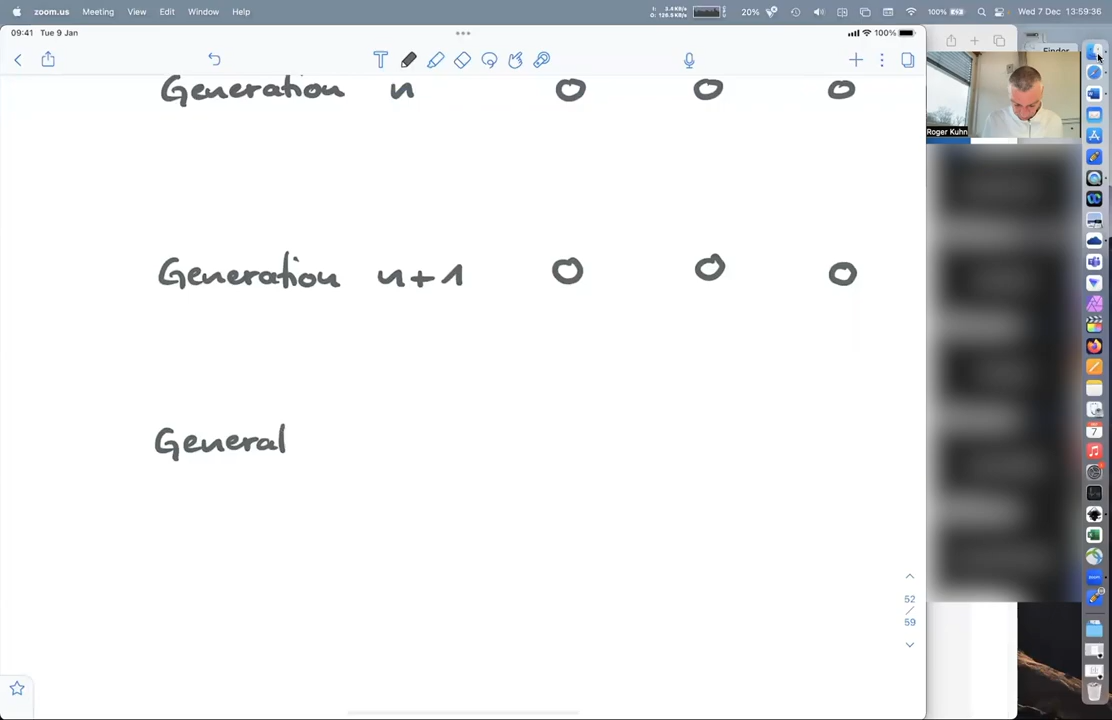 zoom.us Meeting View Edit Window Help
20% 100% Wed 7 Dec 13:59:36
09:41 Tue 9 Jan
100%
Finder
Generation n O O O
Roger Kuhn
Generation n + 1 O O O
General
52
/
59